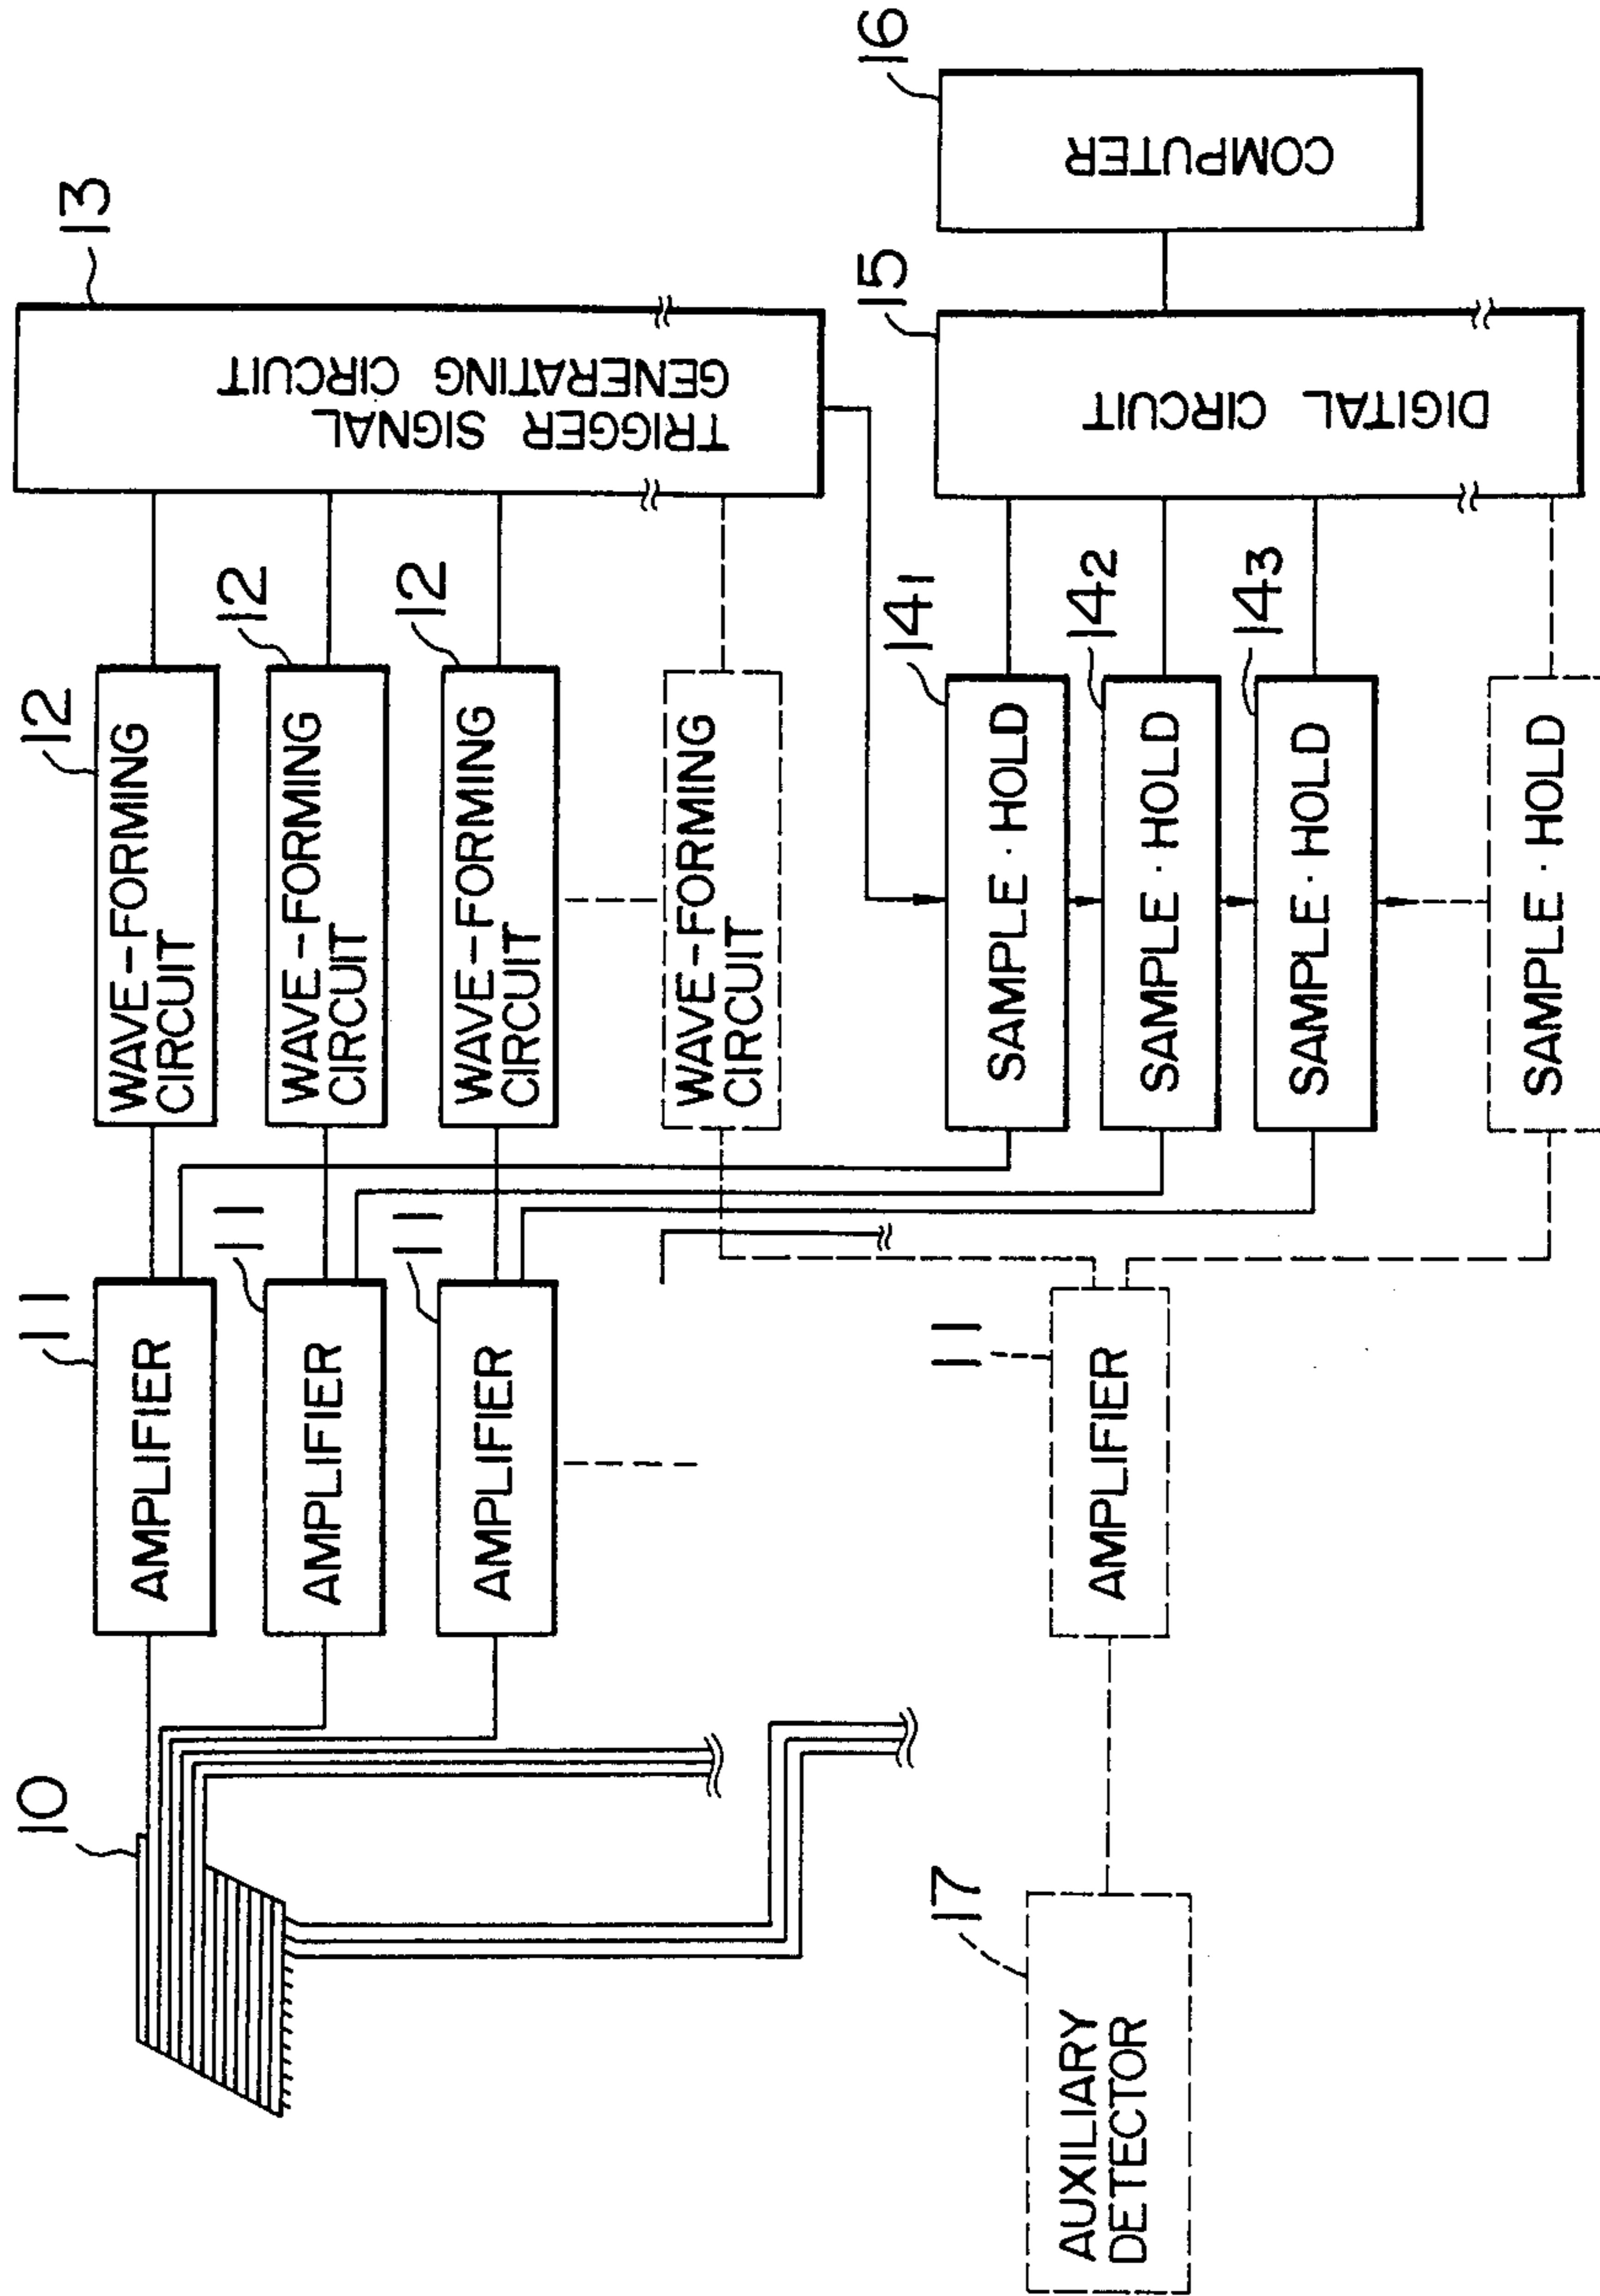 10
11
AMPLIFIER
11
AMPLIFIER
11
AMPLIFIER
12
WAVE-FORMING
CIRCUIT
12
WAVE-FORMING
CIRCUIT
12
WAVE-FORMING
CIRCUIT
WAVE-FORMING
CIRCUIT
13
TRIGGER SIGNAL
GENERATING CIRCUIT
17
AUXILIARY
DETECTOR
11
AMPLIFIER
14₁
SAMPLE·HOLD
14₂
SAMPLE·HOLD
14₃
SAMPLE·HOLD
SAMPLE·HOLD
15
DIGITAL CIRCUIT
16
COMPUTER